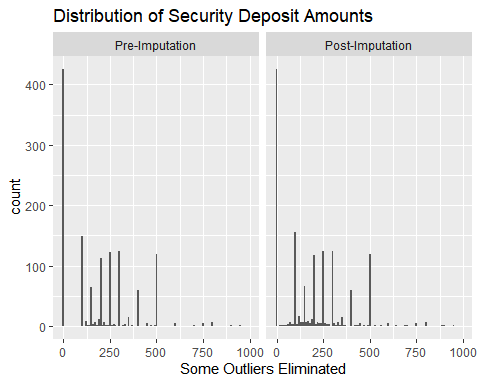 Distribution of Security Deposit Amounts
Pre-Imputation Post-Imputation
count
400
300
200
100
0
0 250 500 750 1000 0 250 500 750 1000
Some Outliers Eliminated